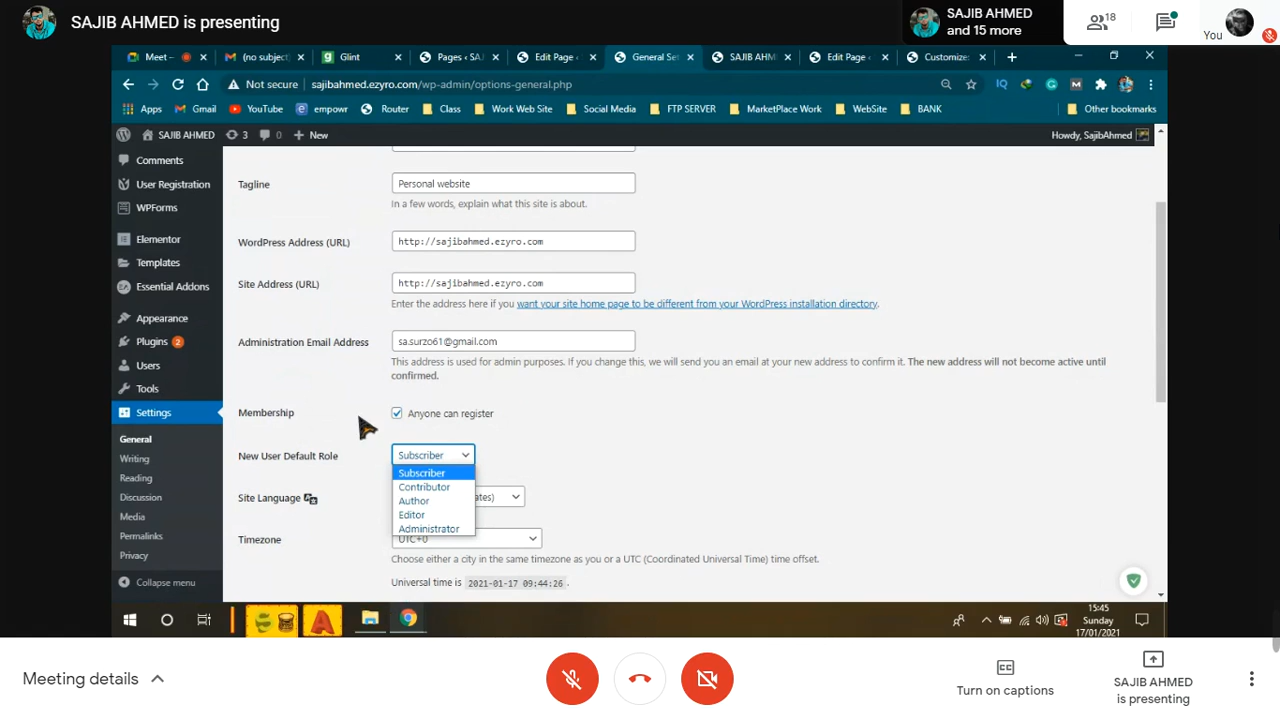 SAJIB AHMED is presenting
SAJIB AHMED
and 15 more
18
You
Meet –
(no subject)
Glint
Pages ‹ SA
Edit Page ‹
General Se
SAJIB AHM
Edit Page ‹
Customize:
Not secure
sajibahmed.ezyro.com/wp-admin/options-general.php
Apps
Gmail
YouTube
empowr
Router
Class
Work Web Site
Social Media
FTP SERVER
MarketPlace Work
WebSite
BANK
Other bookmarks
SAJIB AHMED
3
0
New
Howdy, SajibAhmed
Comments
User Registration
WPForms
Elementor
Templates
Essential Addons
Appearance
Plugins 2
Users
Tools
Settings
General
Writing
Reading
Discussion
Media
Permalinks
Privacy
Collapse menu
Tagline
Personal website
In a few words, explain what this site is about.
WordPress Address (URL)
http://sajibahmed.ezyro.com
Site Address (URL)
http://sajibahmed.ezyro.com
Enter the address here if you want your site home page to be different from your WordPress installation directory.
Administration Email Address
sa.surzo61@gmail.com
This address is used for admin purposes. If you change this, we will send you an email at your new address to confirm it. The new address will not become active until
confirmed.
Membership
Anyone can register
New User Default Role
Subscriber
Subscriber
Contributor
Author
Editor
Administrator
Site Language
ates)
Timezone
UTC+0
Choose either a city in the same timezone as you or a UTC (Coordinated Universal Time) time offset.
Universal time is 2021-01-17 09:44:26 .
15:45
Sunday
17/01/2021
Meeting details
Turn on captions
SAJIB AHMED
is presenting